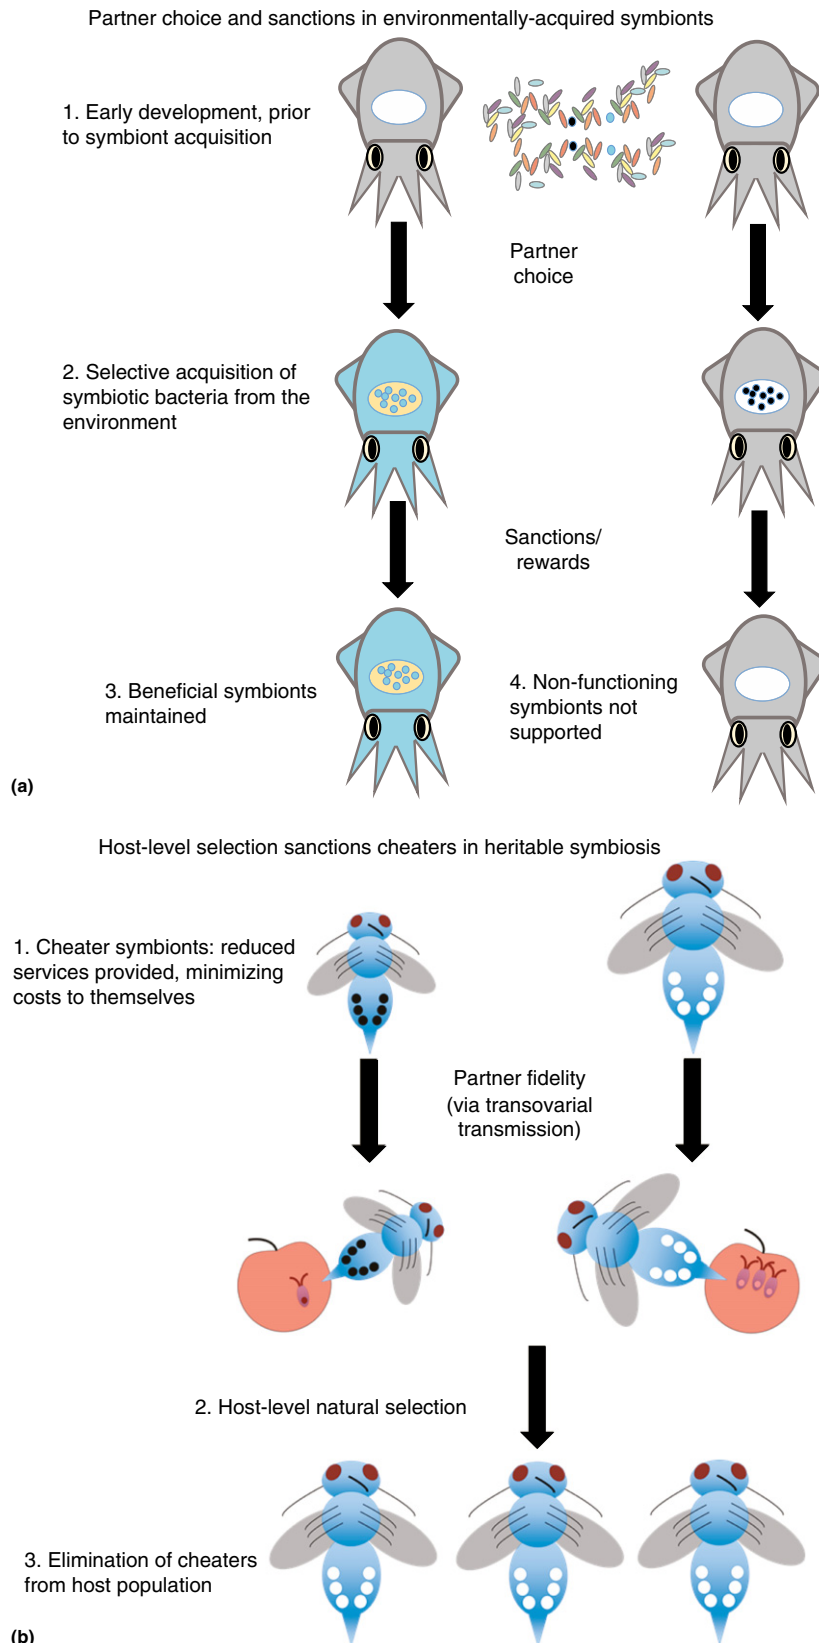 Partner choice and sanctions in environmentally-acquired symbionts
1. Early development, prior
to symbiont acquisition
Partner
choice
2. Selective acquisition of
symbiotic bacteria from the
environment
Sanctions/
rewards
3. Beneficial symbionts
maintained
4. Non-functioning
symbionts not
supported
(a)
Host-level selection sanctions cheaters in heritable symbiosis
1. Cheater symbionts: reduced
services provided, minimizing
costs to themselves
Partner fidelity
(via transovarial
transmission)
2. Host-level natural selection
3. Elimination of cheaters
from host population
(b)